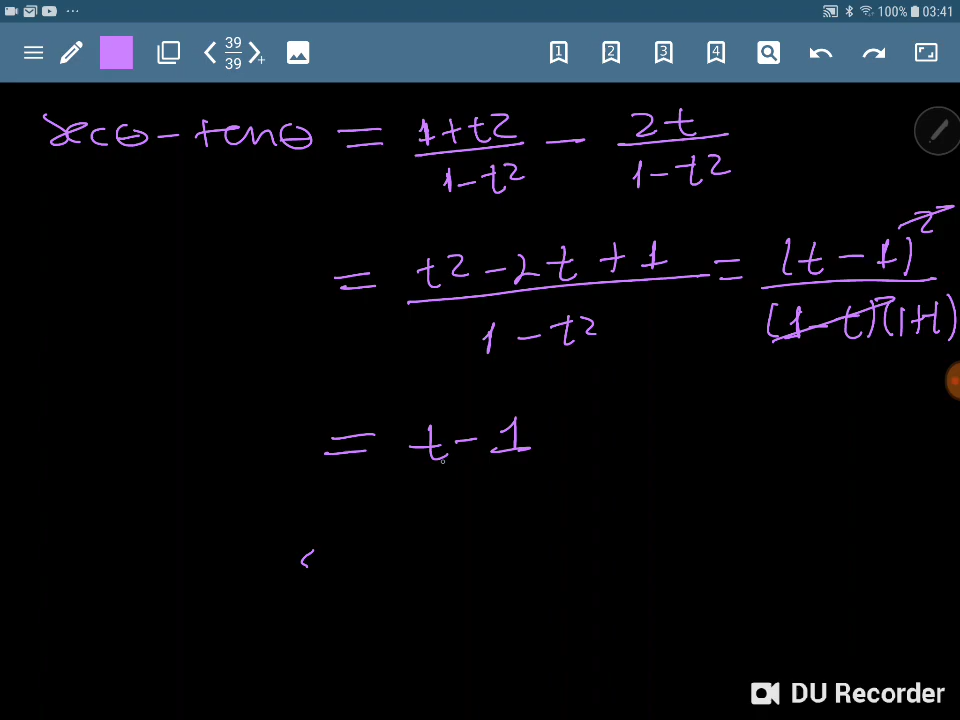 100% 03:41
39/39 1 2 3 4
secθ - tanθ = (1+t2)/(1-t2) - 2t/(1-t2)
= (t2 - 2t + 1)/(1 - t2) = (t - 1)2/((1 - t)(1+t))
= t - 1
DU Recorder